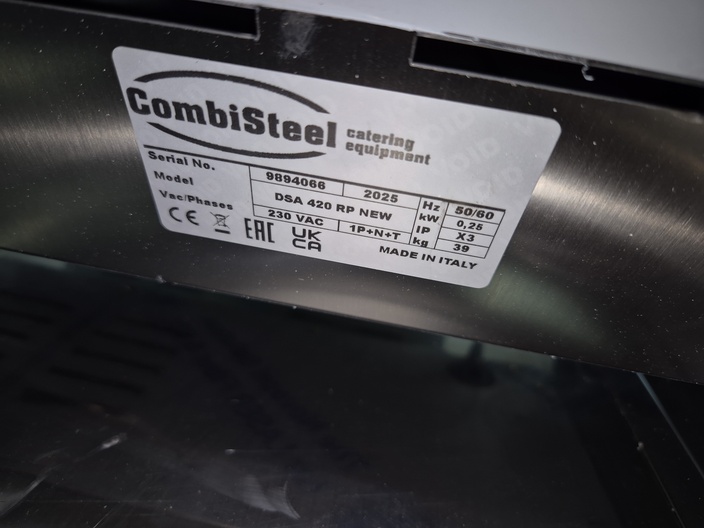 CombiSteel catering equipment
Serial No. 9894066 2025 Hz 50/60
Model DSA 420 RP NEW kW 0,25
Vac/Phases 230 VAC 1P+N+T IP X3
kg 39
CE EAC UK CA MADE IN ITALY